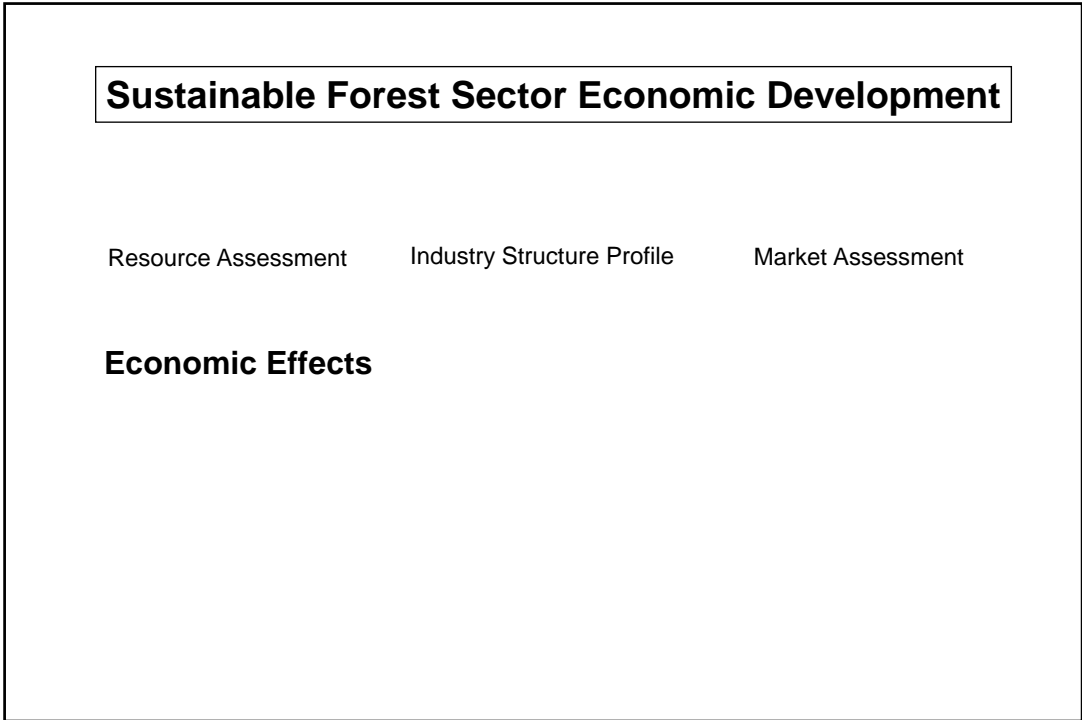 Sustainable Forest Sector Economic Development
Resource Assessment Industry Structure Profile Market Assessment
Economic Effects